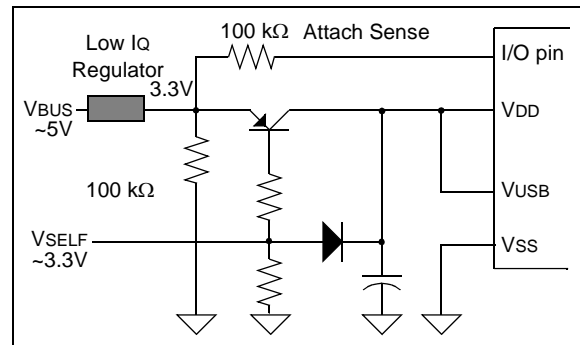 100 kΩ Attach Sense
Low IQ
Regulator
I/O pin
3.3V
VBUS
~5V
VDD
100 kΩ
VUSB
VSELF
~3.3V
VSS